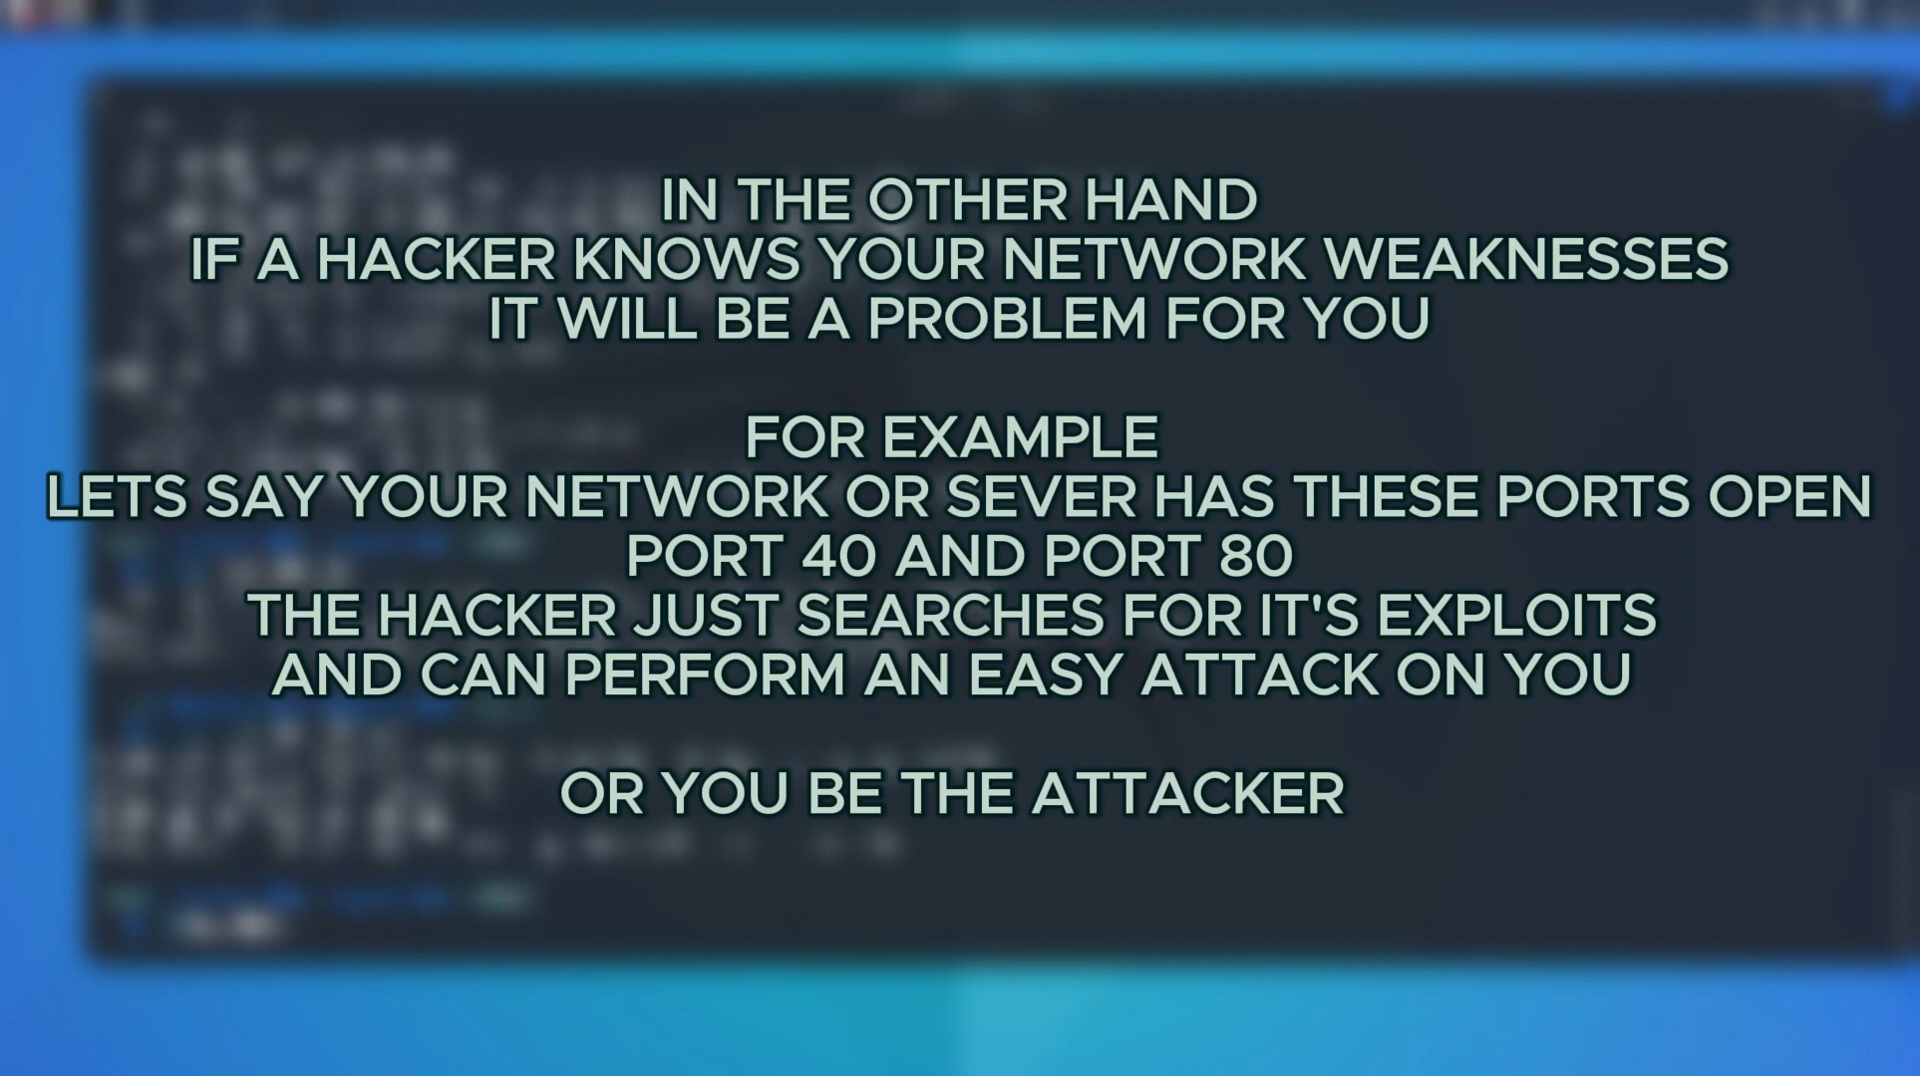 IN THE OTHER HAND
IF A HACKER KNOWS YOUR NETWORK WEAKNESSES
IT WILL BE A PROBLEM FOR YOU
FOR EXAMPLE
LETS SAY YOUR NETWORK OR SEVER HAS THESE PORTS OPEN
PORT 40 AND PORT 80
THE HACKER JUST SEARCHES FOR IT'S EXPLOITS
AND CAN PERFORM AN EASY ATTACK ON YOU
OR YOU BE THE ATTACKER